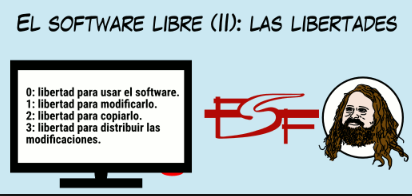 EL SOFTWARE LIBRE (II): LAS LIBERTADES
0: libertad para usar el software.
1: libertad para modificarlo.
2: libertad para copiarlo.
3: libertad para distribuir las
modificaciones.
FSF